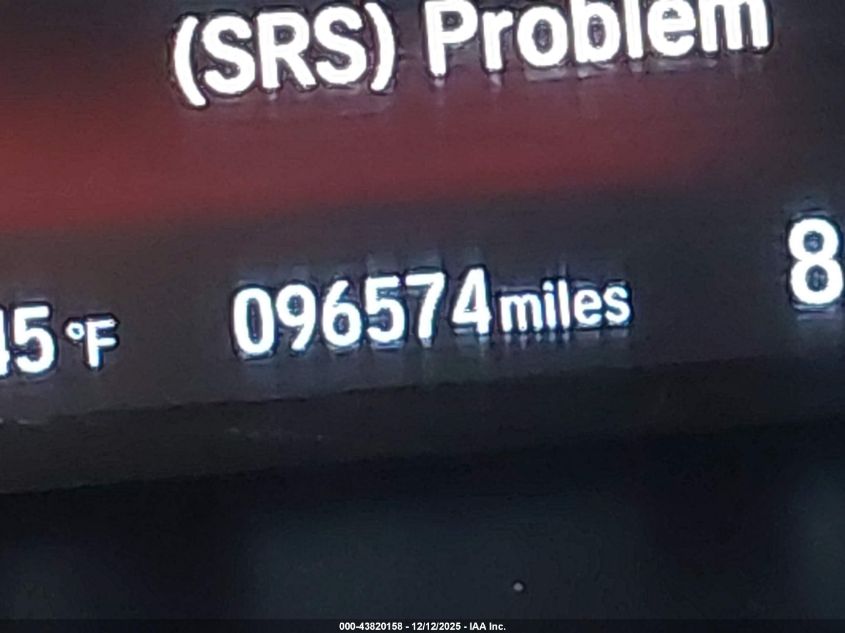 (SRS) Problem
45 °F 096574 miles 8
000-43820158 - 12/12/2025 - IAA Inc.